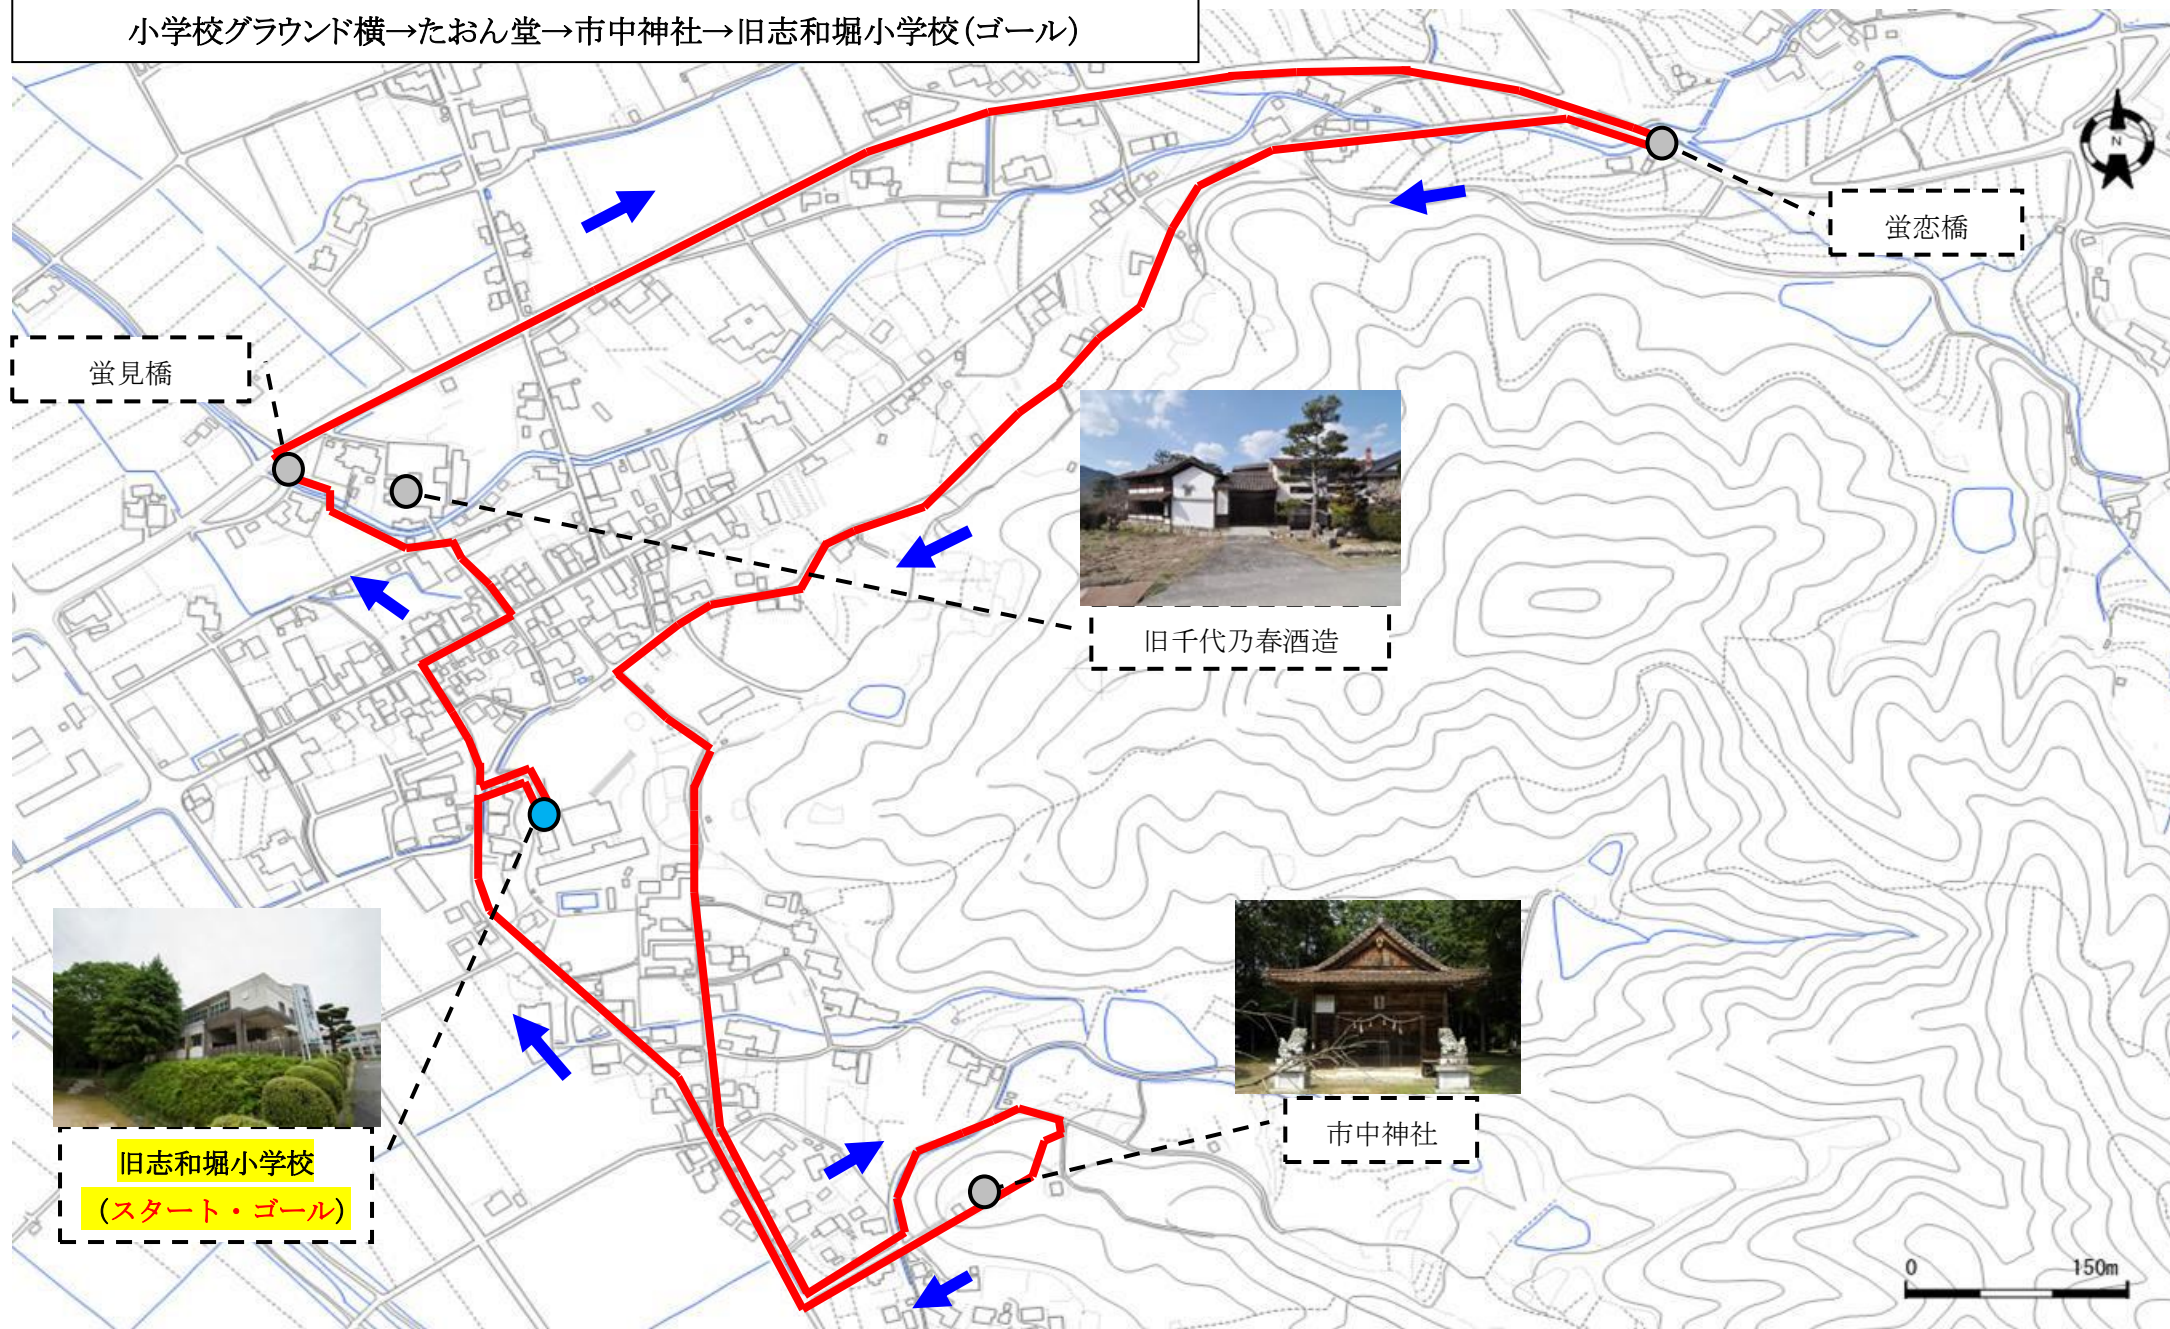 小学校グラウンド横→たおん堂→市中神社→旧志和堀小学校(ゴール)
N
蛍恋橋
蛍見橋
旧千代乃春酒造
市中神社
旧志和堀小学校
(スタート・ゴール)
0 150m